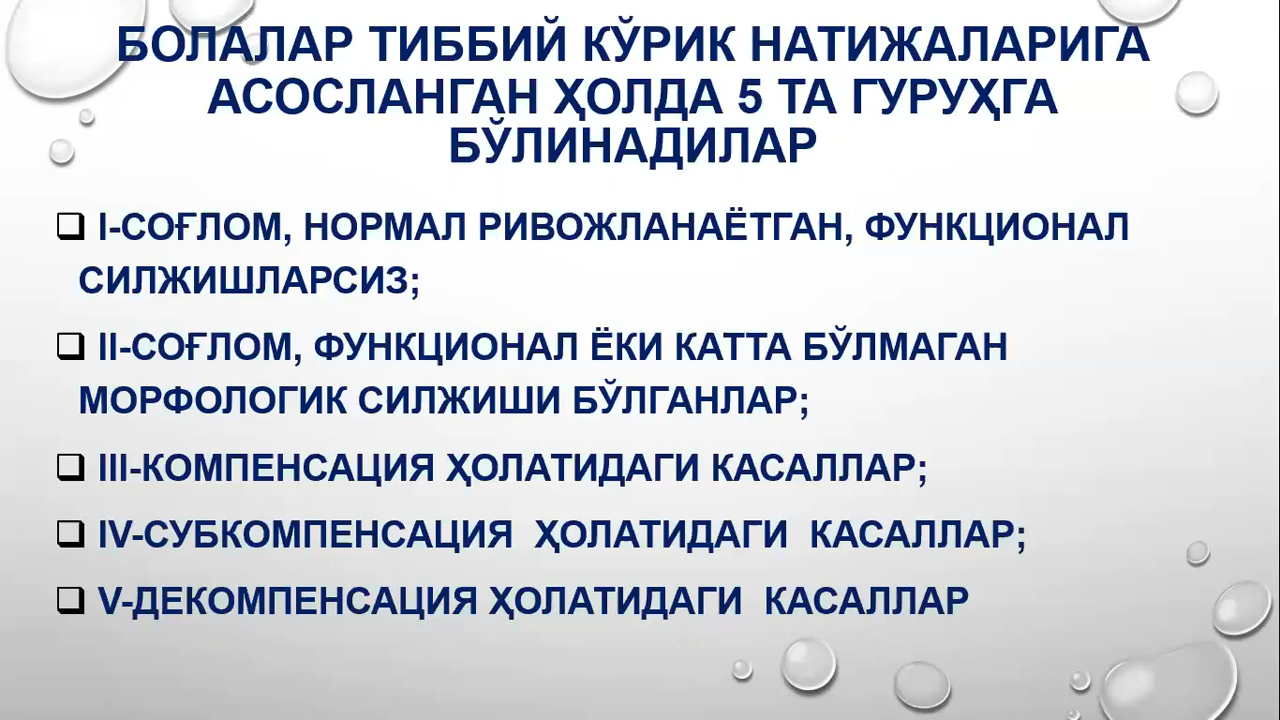 БОЛАЛАР ТИББИЙ КЎРИК НАТИЖАЛАРИГА
АСОСЛАНГАН ҲОЛДА 5 ТА ГУРУҲГА
БЎЛИНАДИЛАР
I-СОҒЛОМ, НОРМАЛ РИВОЖЛАНАЁТГАН, ФУНКЦИОНАЛ
СИЛЖИШЛАРСИЗ;
II-СОҒЛОМ, ФУНКЦИОНАЛ ЁКИ КАТТА БЎЛМАГАН
МОРФОЛОГИК СИЛЖИШИ БЎЛГАНЛАР;
III-КОМПЕНСАЦИЯ ҲОЛАТИДАГИ КАСАЛЛАР;
IV-СУБКОМПЕНСАЦИЯ ҲОЛАТИДАГИ КАСАЛЛАР;
V-ДЕКОМПЕНСАЦИЯ ҲОЛАТИДАГИ КАСАЛЛАР